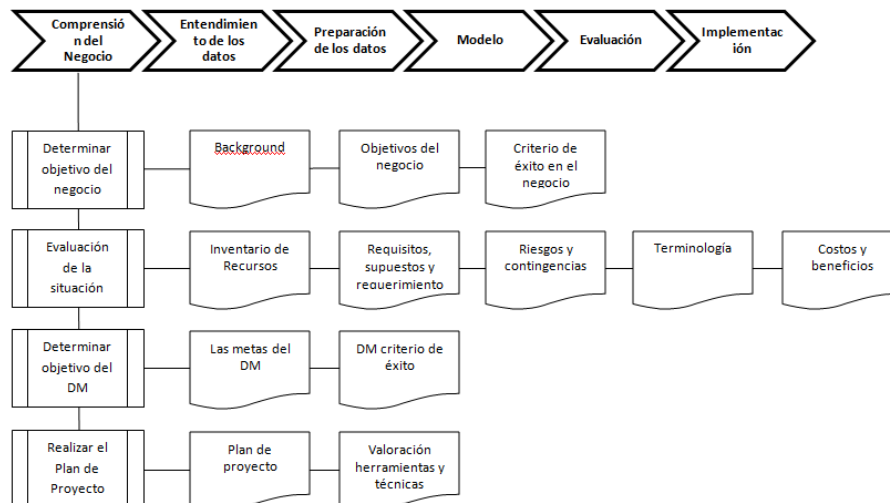 Comprensió
n del
Negocio
Entendimien
to de los
datos
Preparación
de los datos
Modelo
Evaluación
Implementac
ión
Determinar
objetivo del
negocio
Background
Objetivos del
negocio
Criterio de
éxito en el
negocio
Evaluación
de la
situación
Inventario de
Recursos
Requisitos,
supuestos y
requerimiento
Riesgos y
contingencias
Terminología
Costos y
beneficios
Determinar
objetivo del
DM
Las metas del
DM
DM criterio de
éxito
Realizar el
Plan de
Proyecto
Plan de
proyecto
Valoración
herramientas y
técnicas